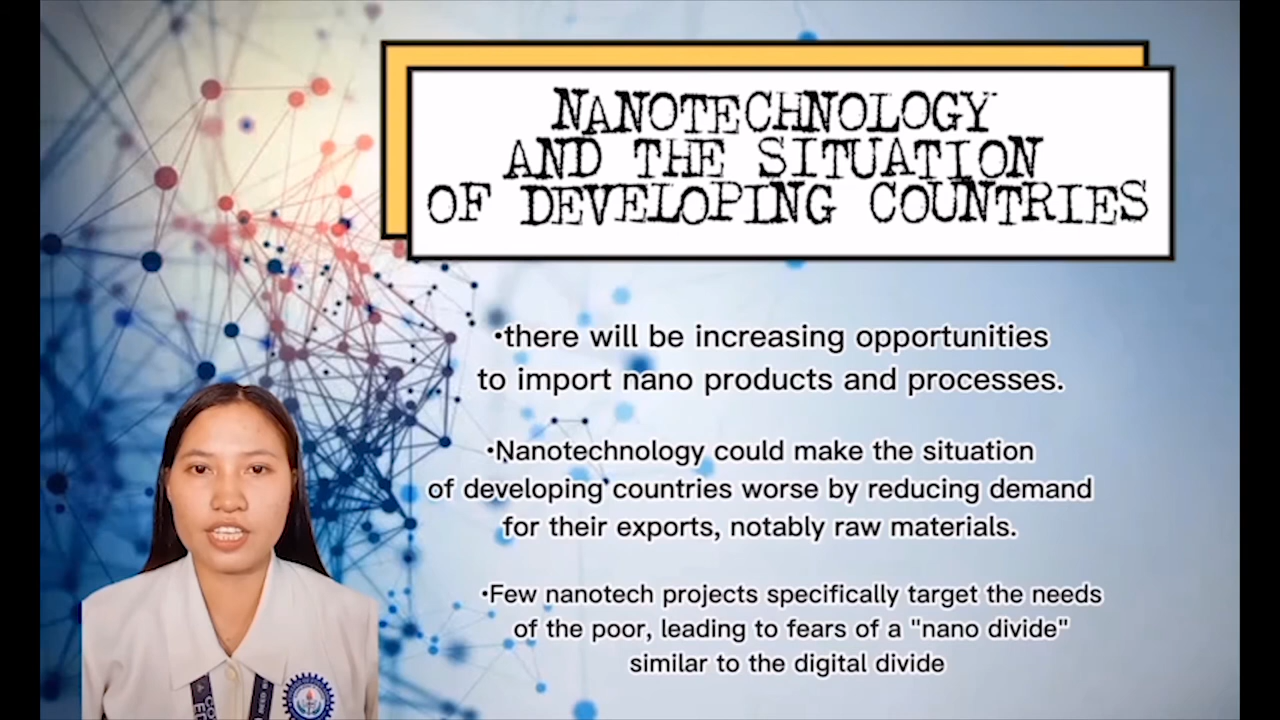 NANOTECHNOLOGY
AND THE SITUATION
OF DEVELOPING COUNTRIES
•there will be increasing opportunities
to import nano products and processes.
•Nanotechnology could make the situation
of developing countries worse by reducing demand
for their exports, notably raw materials.
•Few nanotech projects specifically target the needs
of the poor, leading to fears of a "nano divide"
similar to the digital divide